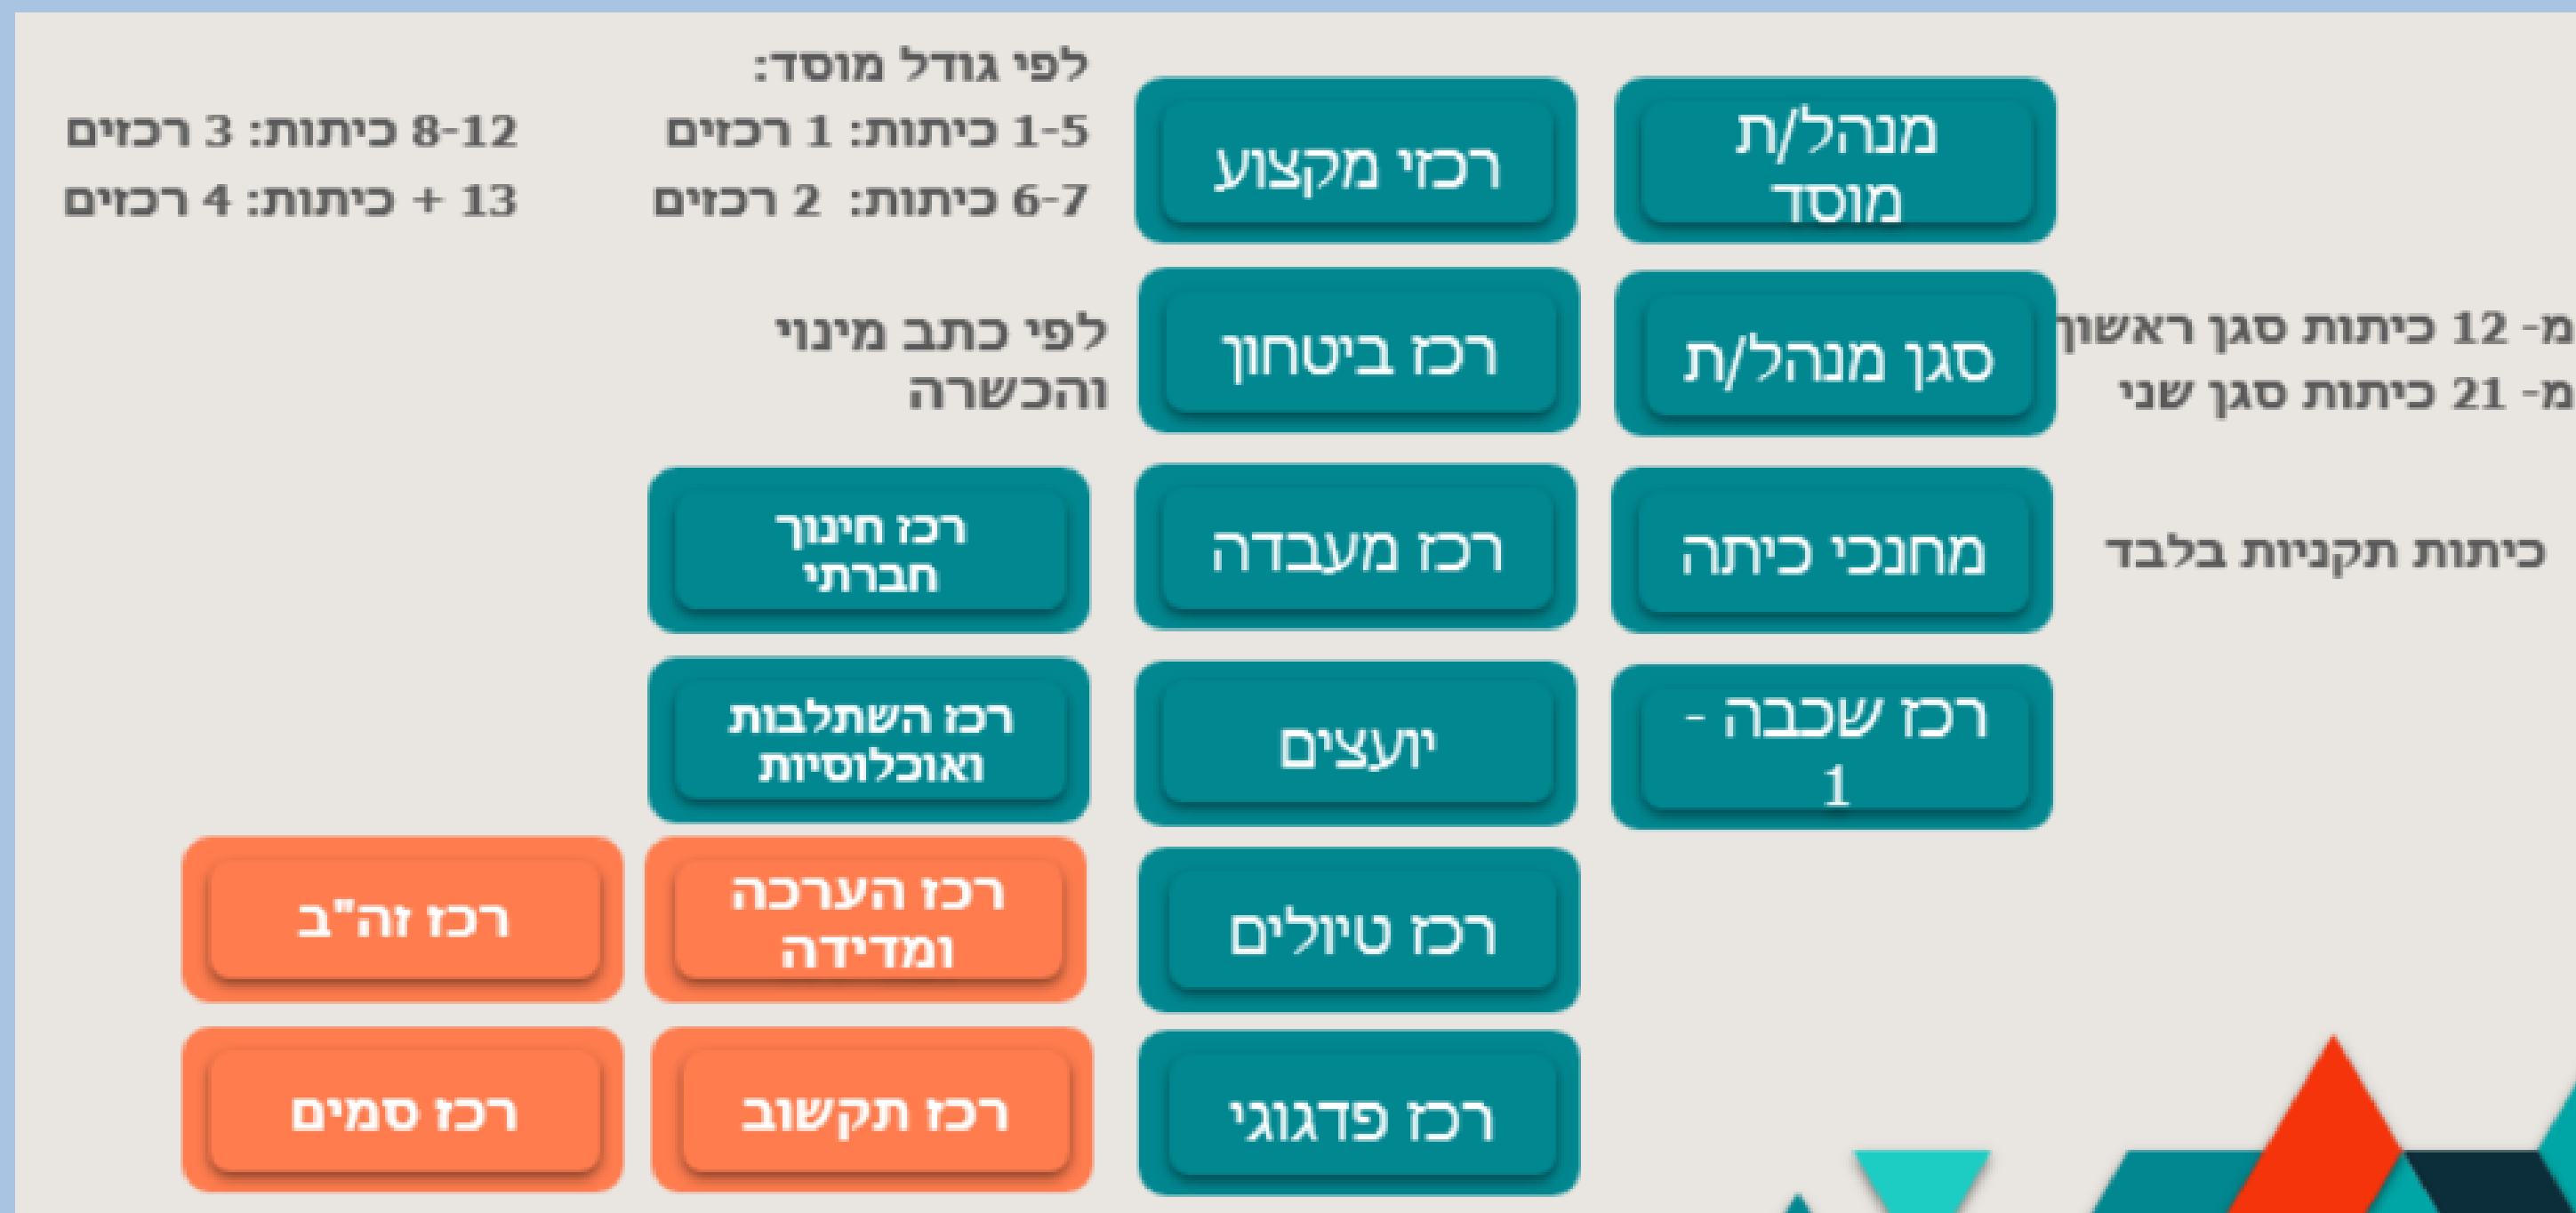 מנהל/ת
מוסד
רכזי מקצוע
לפי גודל מוסד:
1-5 כיתות: 1 רכזים
6-7 כיתות: 2 רכזים
8-12 כיתות: 3 רכזים
13 + כיתות: 4 רכזים
מ- 12 כיתות סגן ראשון
מ- 21 כיתות סגן שני
סגן מנהל/ת
רכז ביטחון
לפי כתב מינוי
והכשרה
כיתות תקניות בלבד
מחנכי כיתה
רכז מעבדה
רכז חינוך
חברתי
רכז שכבה -
1
יועצים
רכז השתלבות
ואוכלוסיות
רכז טיולים
רכז הערכה
ומדידה
רכז זה"ב
רכז פדגוגי
רכז תקשוב
רכז סמים